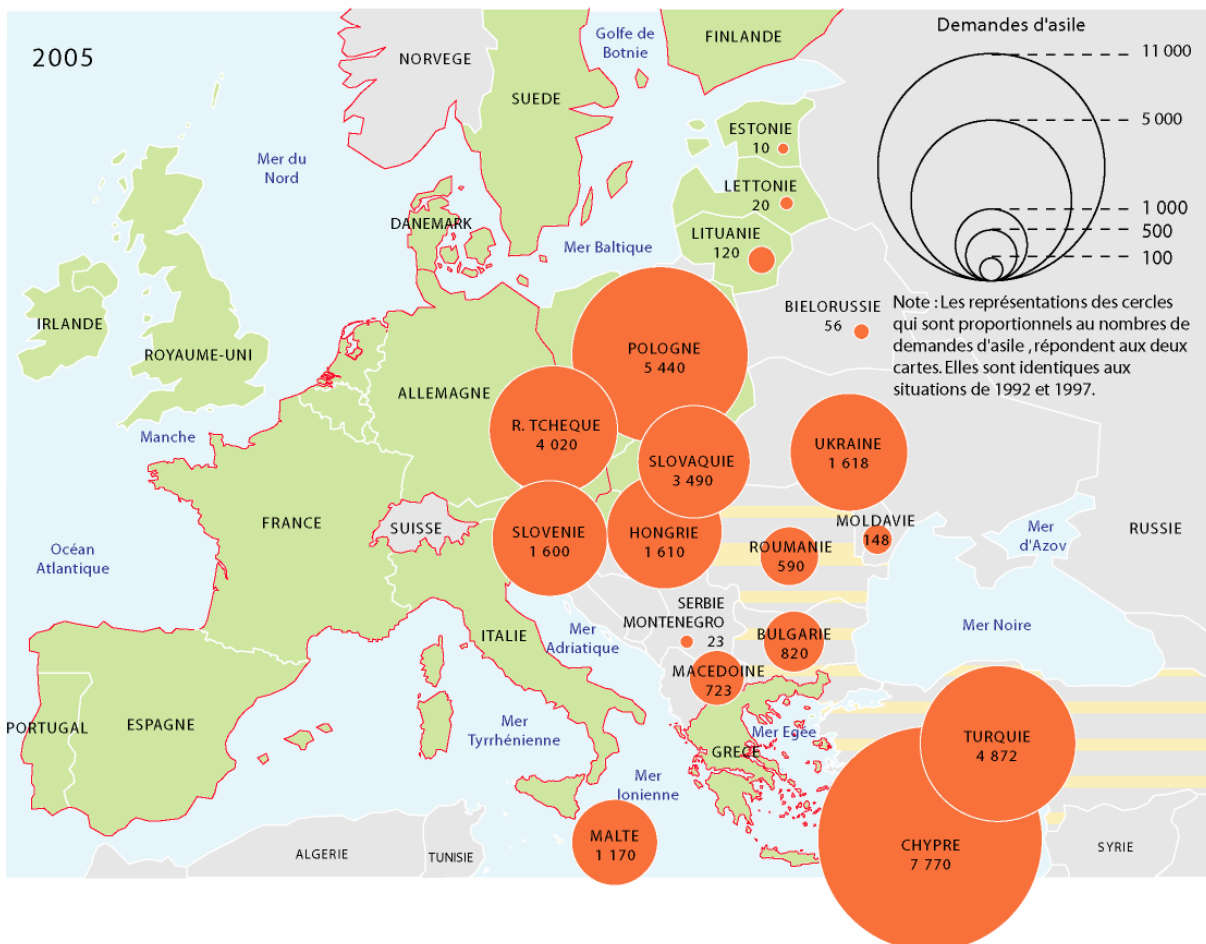 2005
Demandes d'asile
11 000
5 000
1 000
500
100
Note : Les représentations des cercles
qui sont proportionnels au nombres de
demandes d'asile , répondent aux deux
cartes. Elles sont identiques aux
situations de 1992 et 1997.
NORVEGE
SUEDE
Golfe de
Botnie
FINLANDE
Mer du
Nord
ESTONIE
10
LETTONIE
20
DANEMARK
LITUANIE
120
Mer Baltique
IRLANDE
ROYAUME-UNI
BIELORUSSIE
56
POLOGNE
5 440
ALLEMAGNE
R. TCHEQUE
4 020
Manche
SLOVAQUIE
3 490
UKRAINE
1 618
FRANCE
SUISSE
SLOVENIE
1 600
HONGRIE
1 610
MOLDAVIE
148
ROUMANIE
590
Mer
d'Azov
RUSSIE
Océan
Atlantique
SERBIE
MONTENEGRO
23
ITALIE
Mer
Adriatique
BULGARIE
820
Mer Noire
MACEDOINE
723
PORTUGAL
ESPAGNE
Mer
Tyrrhénienne
Mer Egée
GRECE
TURQUIE
4 872
Mer
Ionienne
MALTE
1 170
CHYPRE
7 770
ALGERIE
TUNISIE
SYRIE